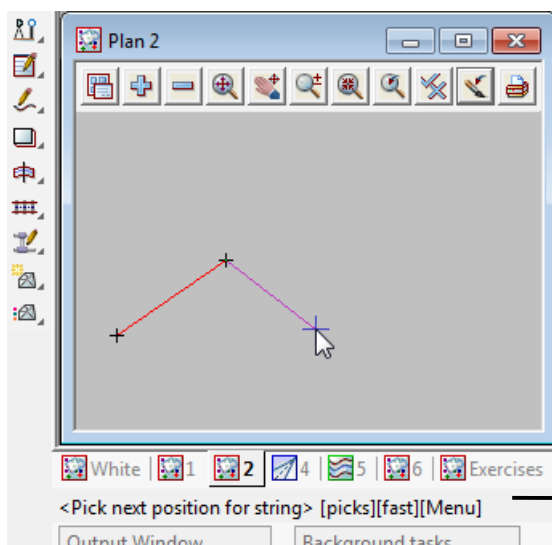 Plan 2
White 1 2 4 5 6 Exercises
<Pick next position for string> [picks][fast][Menu]
Output Window Background tasks